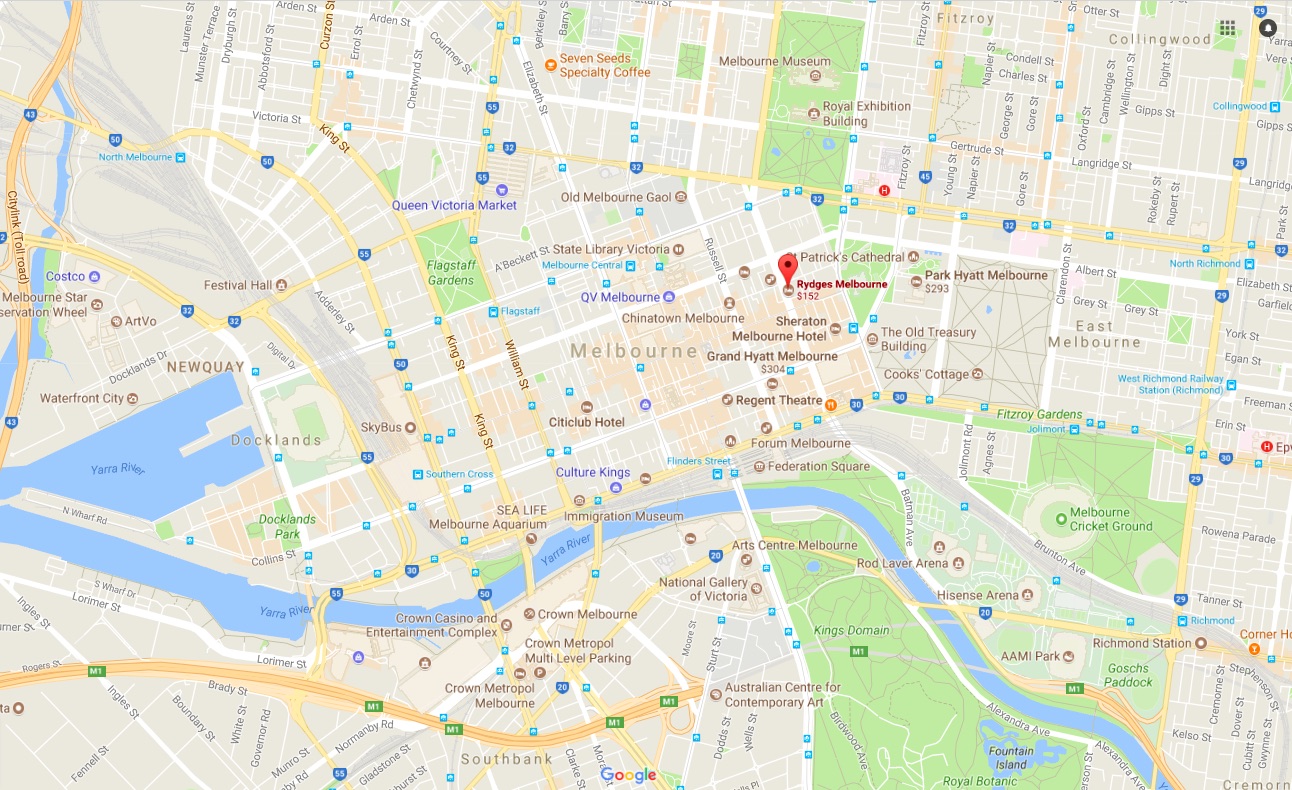 Arden St
Arden St
Arden St
Otter St
29
Laurens St
Munster Terrace
Dryburgh St
Abbotsford St
Curzon St
Errol St
Chetwynd St
Courtney St
Berkeley St
Barry St
Elizabeth St
Fitzroy St
Fitzroy
Collingwood
Seven Seeds
Specialty Coffee
Melbourne Museum
Napier St
Condell St
Charles St
Cambridge St
Wellington St
Dight St
Royal Exhibition
Building
George St
Gore St
Oxford St
Gipps St
Gipps St
Collingwood
43
55
Victoria St
King St
50
North Melbourne
50
32
32
Gertrude St
Langridge St
Langridge
29
Fitzroy St
45
Young St
Napier St
Gore St
Rokeby St
Rupert St
55
Queen Victoria Market
Old Melbourne Gaol
H
32
32
32
Citylink (Toll road)
55
A'Beckett St
State Library Victoria
Melbourne Central
Russell St
Patrick's Cathedral
Park Hyatt Melbourne
$293
Clarendon St
Albert St
North Richmond
Costco
Flagstaff
Gardens
Festival Hall
Rydges Melbourne
$152
QV Melbourne
Melbourne Star
servation Wheel
ArtVo
32
32
Adderley St
Flagstaff
Chinatown Melbourne
Sheraton
Melbourne Hotel
The Old Treasury
Building
Grey St
Grey St
29
Elizabeth St
Garfield
East
Melbourne
York St
Egan St
Digital Dr
Docklands Dr
NEWQUAY
King St
William St
50
Melbourne
Grand Hyatt Melbourne
$304
Cooks' Cottage
West Richmond Railway
Station (Richmond)
Waterfront City
Regent Theatre
30
30
Freeman S
43
Docklands
SkyBus
King St
Citiclub Hotel
Fitzroy Gardens
Jolimont
Erin St
Forum Melbourne
Jolimont Rd
Agnes St
H
Epw
30
Yarra River
55
Southern Cross
Culture Kings
Flinders Street
Federation Square
29
N Wharf Rd
Docklands
Park
SEA LIFE
Melbourne Aquarium
Immigration Museum
Batman Ave
Melbourne
Cricket Ground
Rowena Parade
Collins St
Yarra River
20
Arts Centre Melbourne
Brunton Ave
Rod Laver Arena
30
S Wharf Dr
Lorimer St
55
50
National Gallery
of Victoria
Hisense Arena
20
29
Tanner St
Ingles St
Yarra River
Crown Casino and
Entertainment Complex
Crown Melbourne
Moore St
Sturt St
Kings Domain
M1
Richmond
Richmond Station
Corner Ho
Lorimer St
Crown Metropol
Multi Level Parking
P
AAMI Park
Rogers St
M1
Goschs
Paddock
Brady St
Crown Metropol
Melbourne
20
M1
Australian Centre for
Contemporary Art
M1
Ingles St
Boundary St
White St
Governor Rd
M1
M1
M1
Birdwood Ave
Alexandra Ave
Cremorne St
Dover St
Stephenson St
Normanby Rd
Dodds St
Wells St
Kelso St
Cubitt St
Gwynne St
Fennell St
Munro St
Gladstone St
55
Southbank
Clarke St
Google
Fountain
Island
Alexandra Ave
Royal Botanic
Cremorn